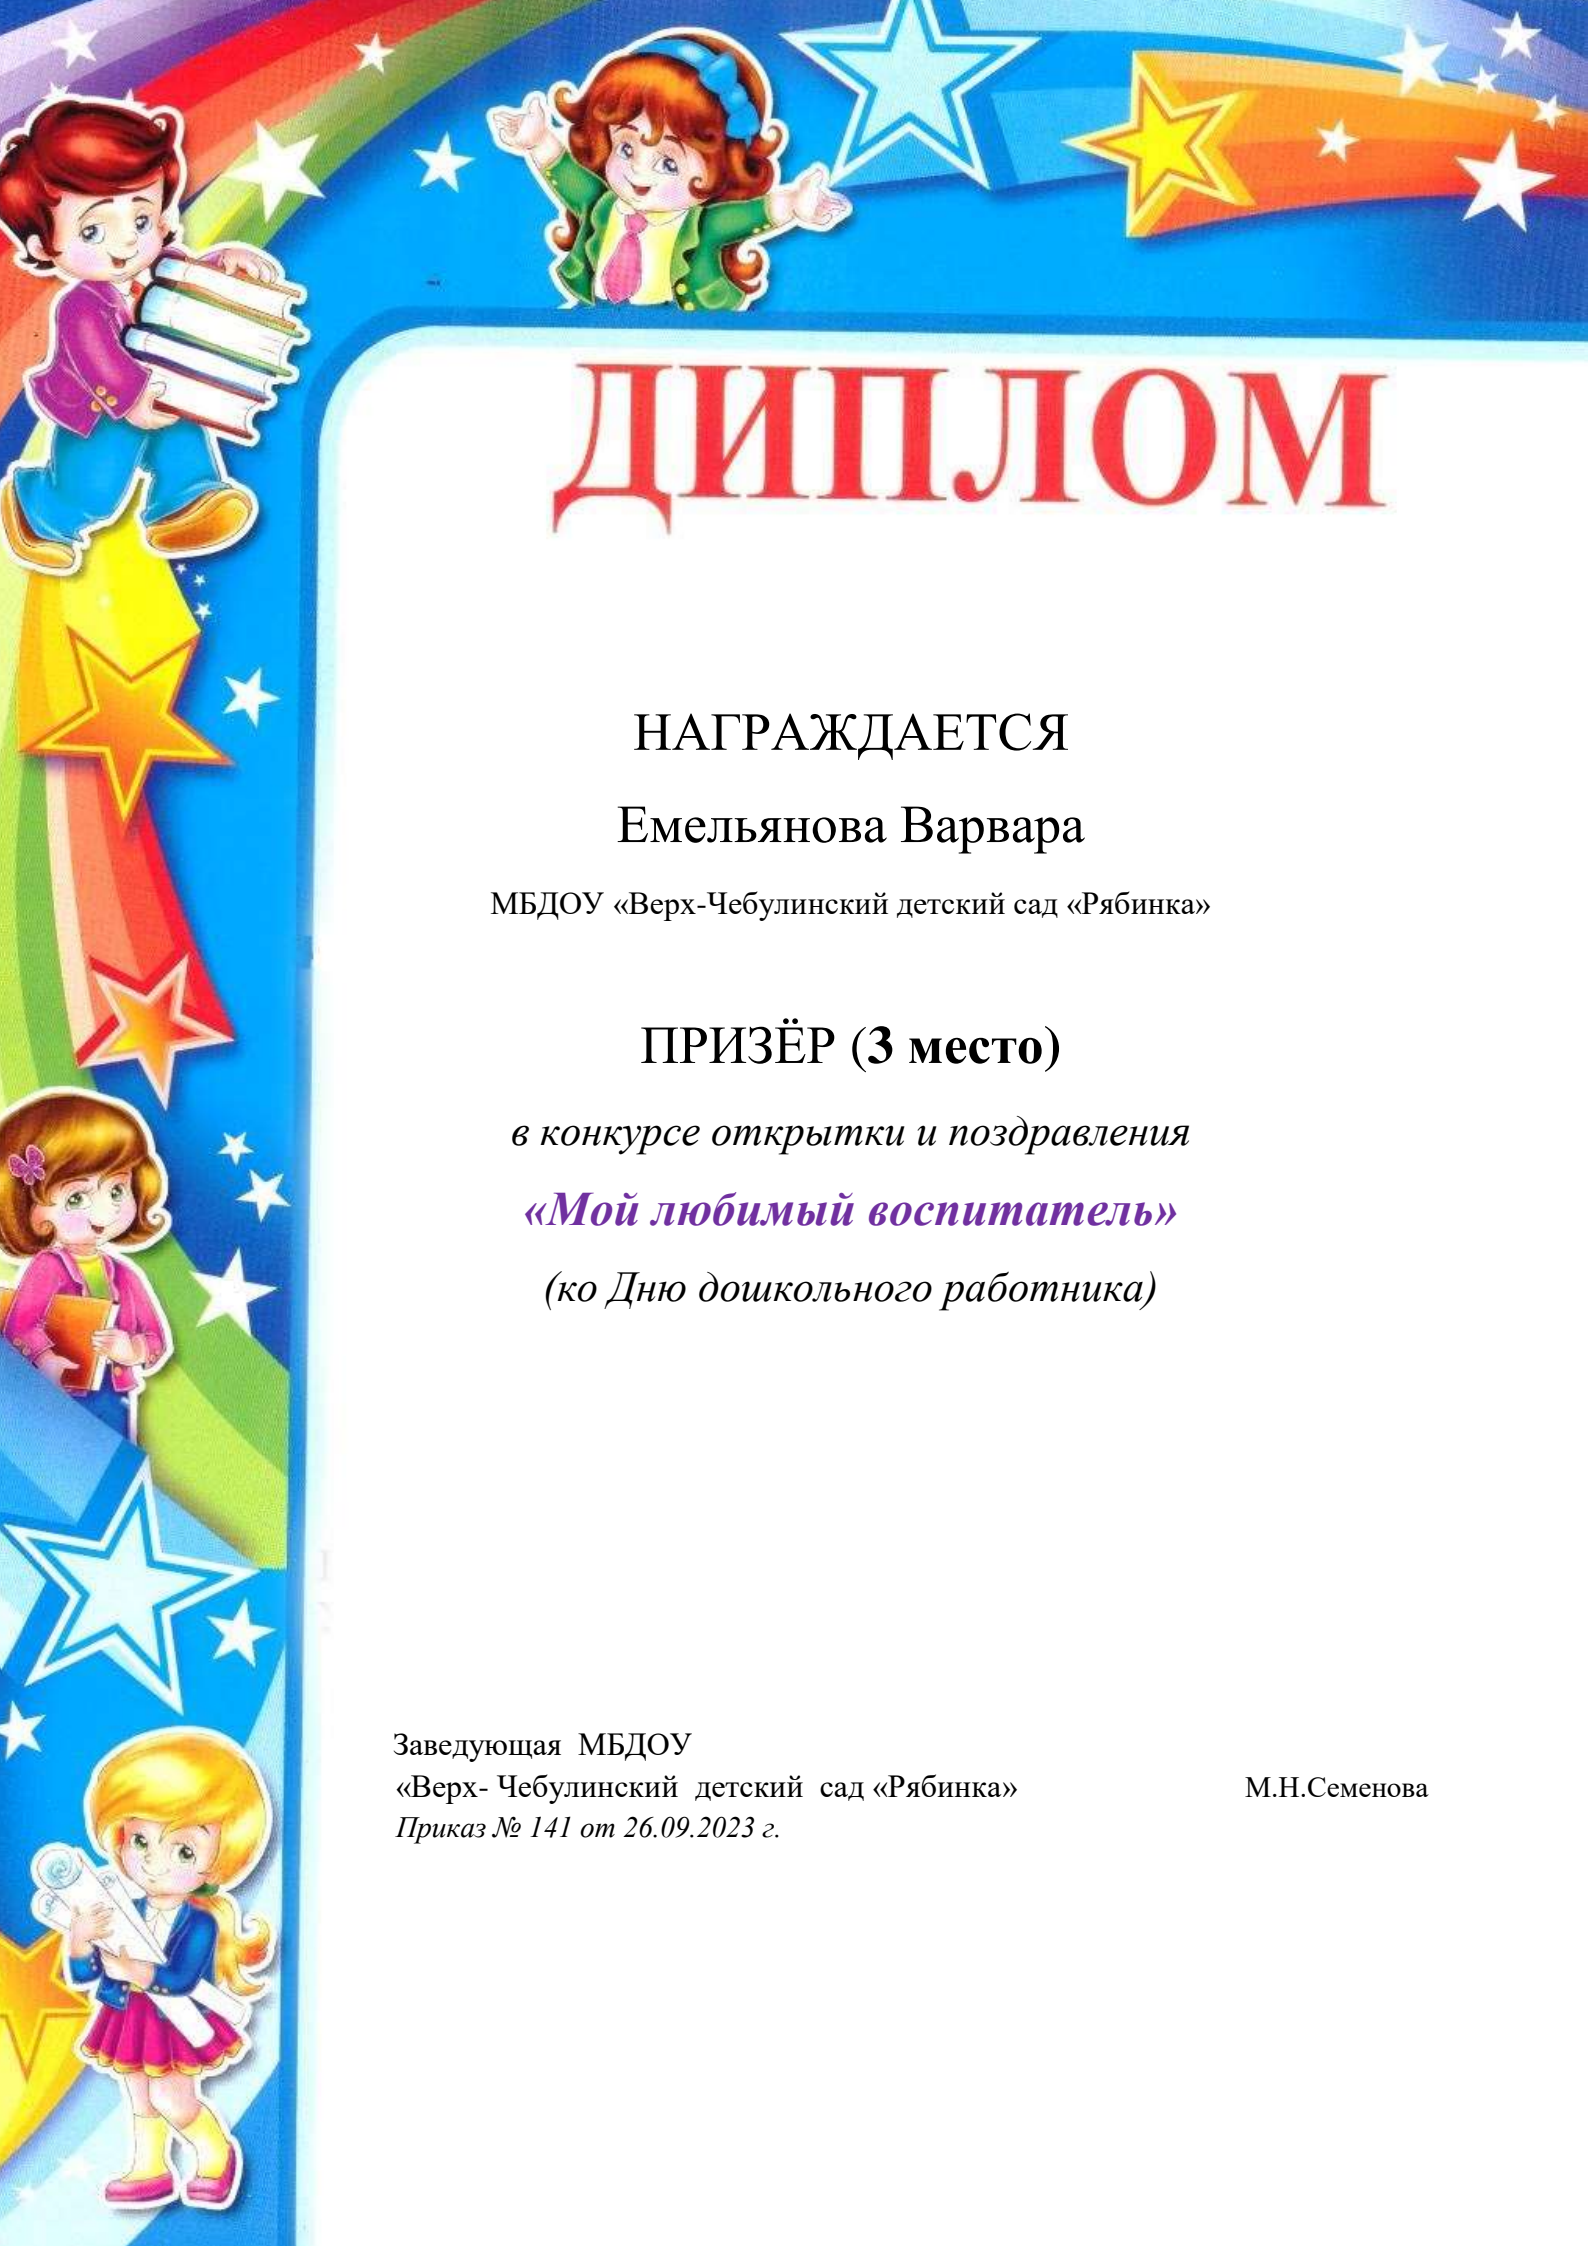 ДИПЛОМ
НАГРАЖДАЕТСЯ
Емельянова Варвара
МБДОУ «Верх-Чебулинский детский сад «Рябинка»
ПРИЗЁР (3 место)
в конкурсе открытки и поздравления
«Мой любимый воспитатель»
(ко Дню дошкольного работника)
Заведующая МБДОУ
«Верх- Чебулинский детский сад «Рябинка» М.Н.Семенова
Приказ № 141 от 26.09.2023 г.